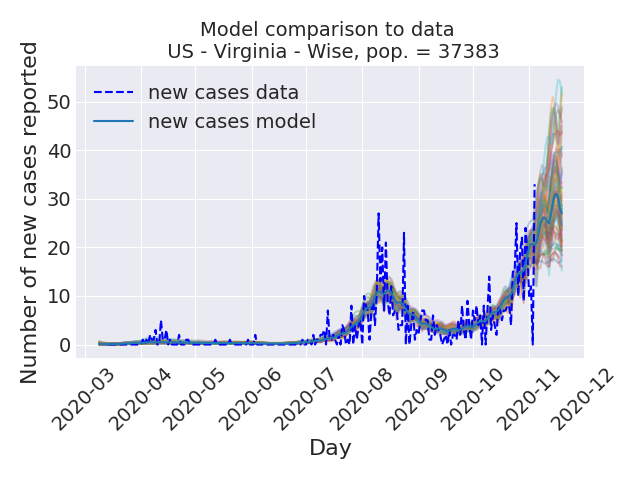 Model comparison to data
US - Virginia - Wise, pop. = 37383
Number of new cases reported
50
40
30
20
10
0
new cases data
new cases model
2020-03
2020-04
2020-05
2020-06
2020-07
2020-08
2020-09
2020-10
2020-11
2020-12
Day